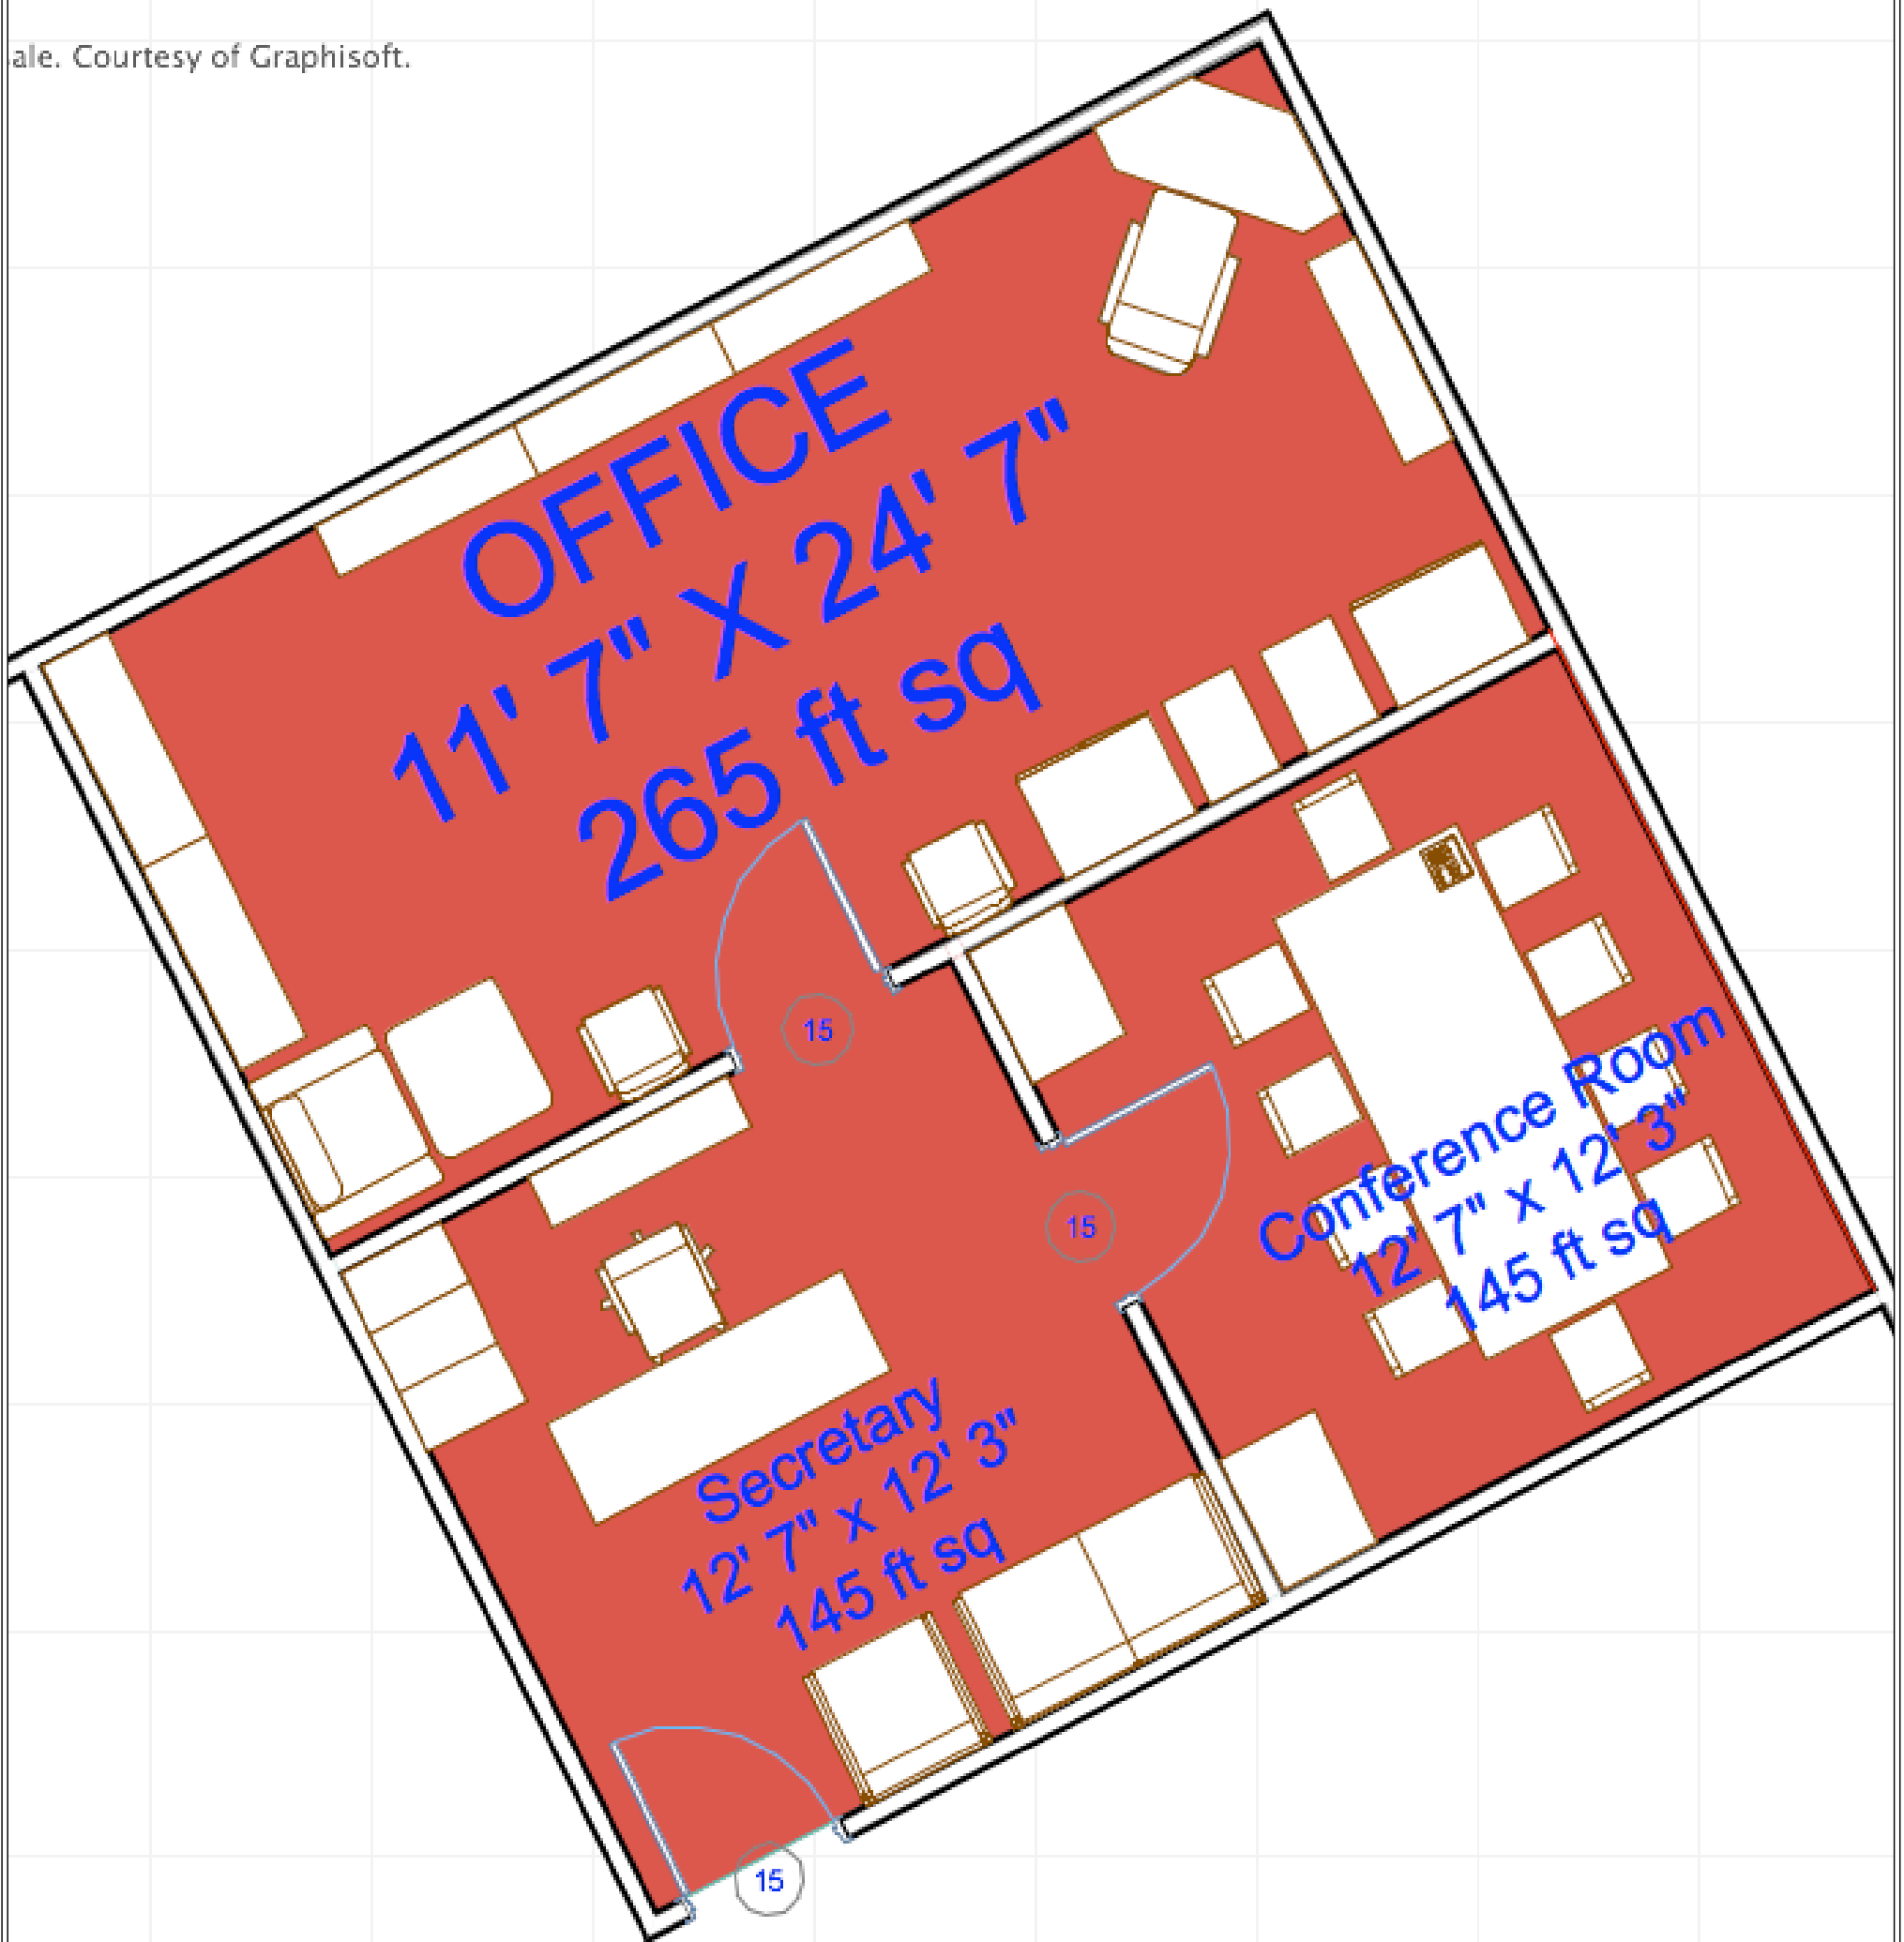 ale. Courtesy of Graphisoft.
OFFICE
11' 7" X 24' 7"
265 ft sq
15
15
Conference Room
12' 7" x 12' 3"
145 ft sq
Secretary
12' 7" x 12' 3"
145 ft sq
15